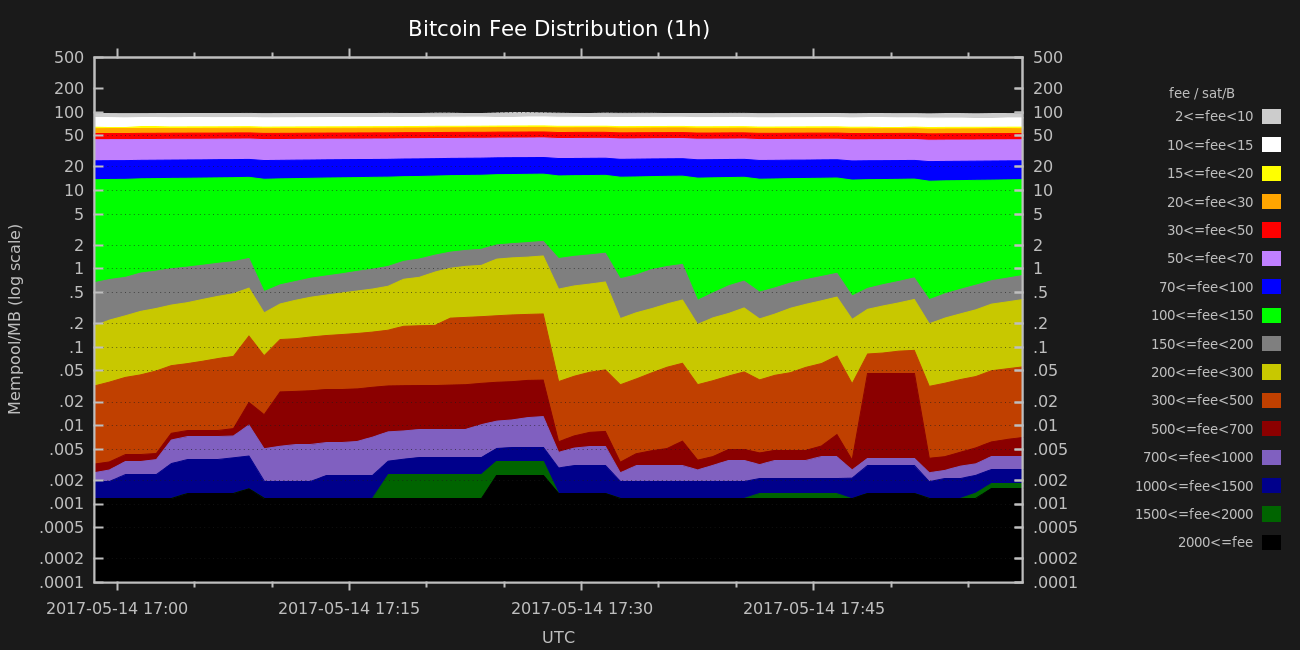 Bitcoin Fee Distribution (1h)
Mempool/MB (log scale)
500
200
100
50
20
10
5
2
1
.5
.2
.1
.05
.02
.01
.005
.002
.001
.0005
.0002
.0001
500
200
100
50
20
10
5
2
1
.5
.2
.1
.05
.02
.01
.005
.002
.001
.0005
.0002
.0001
2017-05-14 17:00
2017-05-14 17:15
2017-05-14 17:30
2017-05-14 17:45
UTC
fee / sat/B
2<=fee<10
10<=fee<15
15<=fee<20
20<=fee<30
30<=fee<50
50<=fee<70
70<=fee<100
100<=fee<150
150<=fee<200
200<=fee<300
300<=fee<500
500<=fee<700
700<=fee<1000
1000<=fee<1500
1500<=fee<2000
2000<=fee